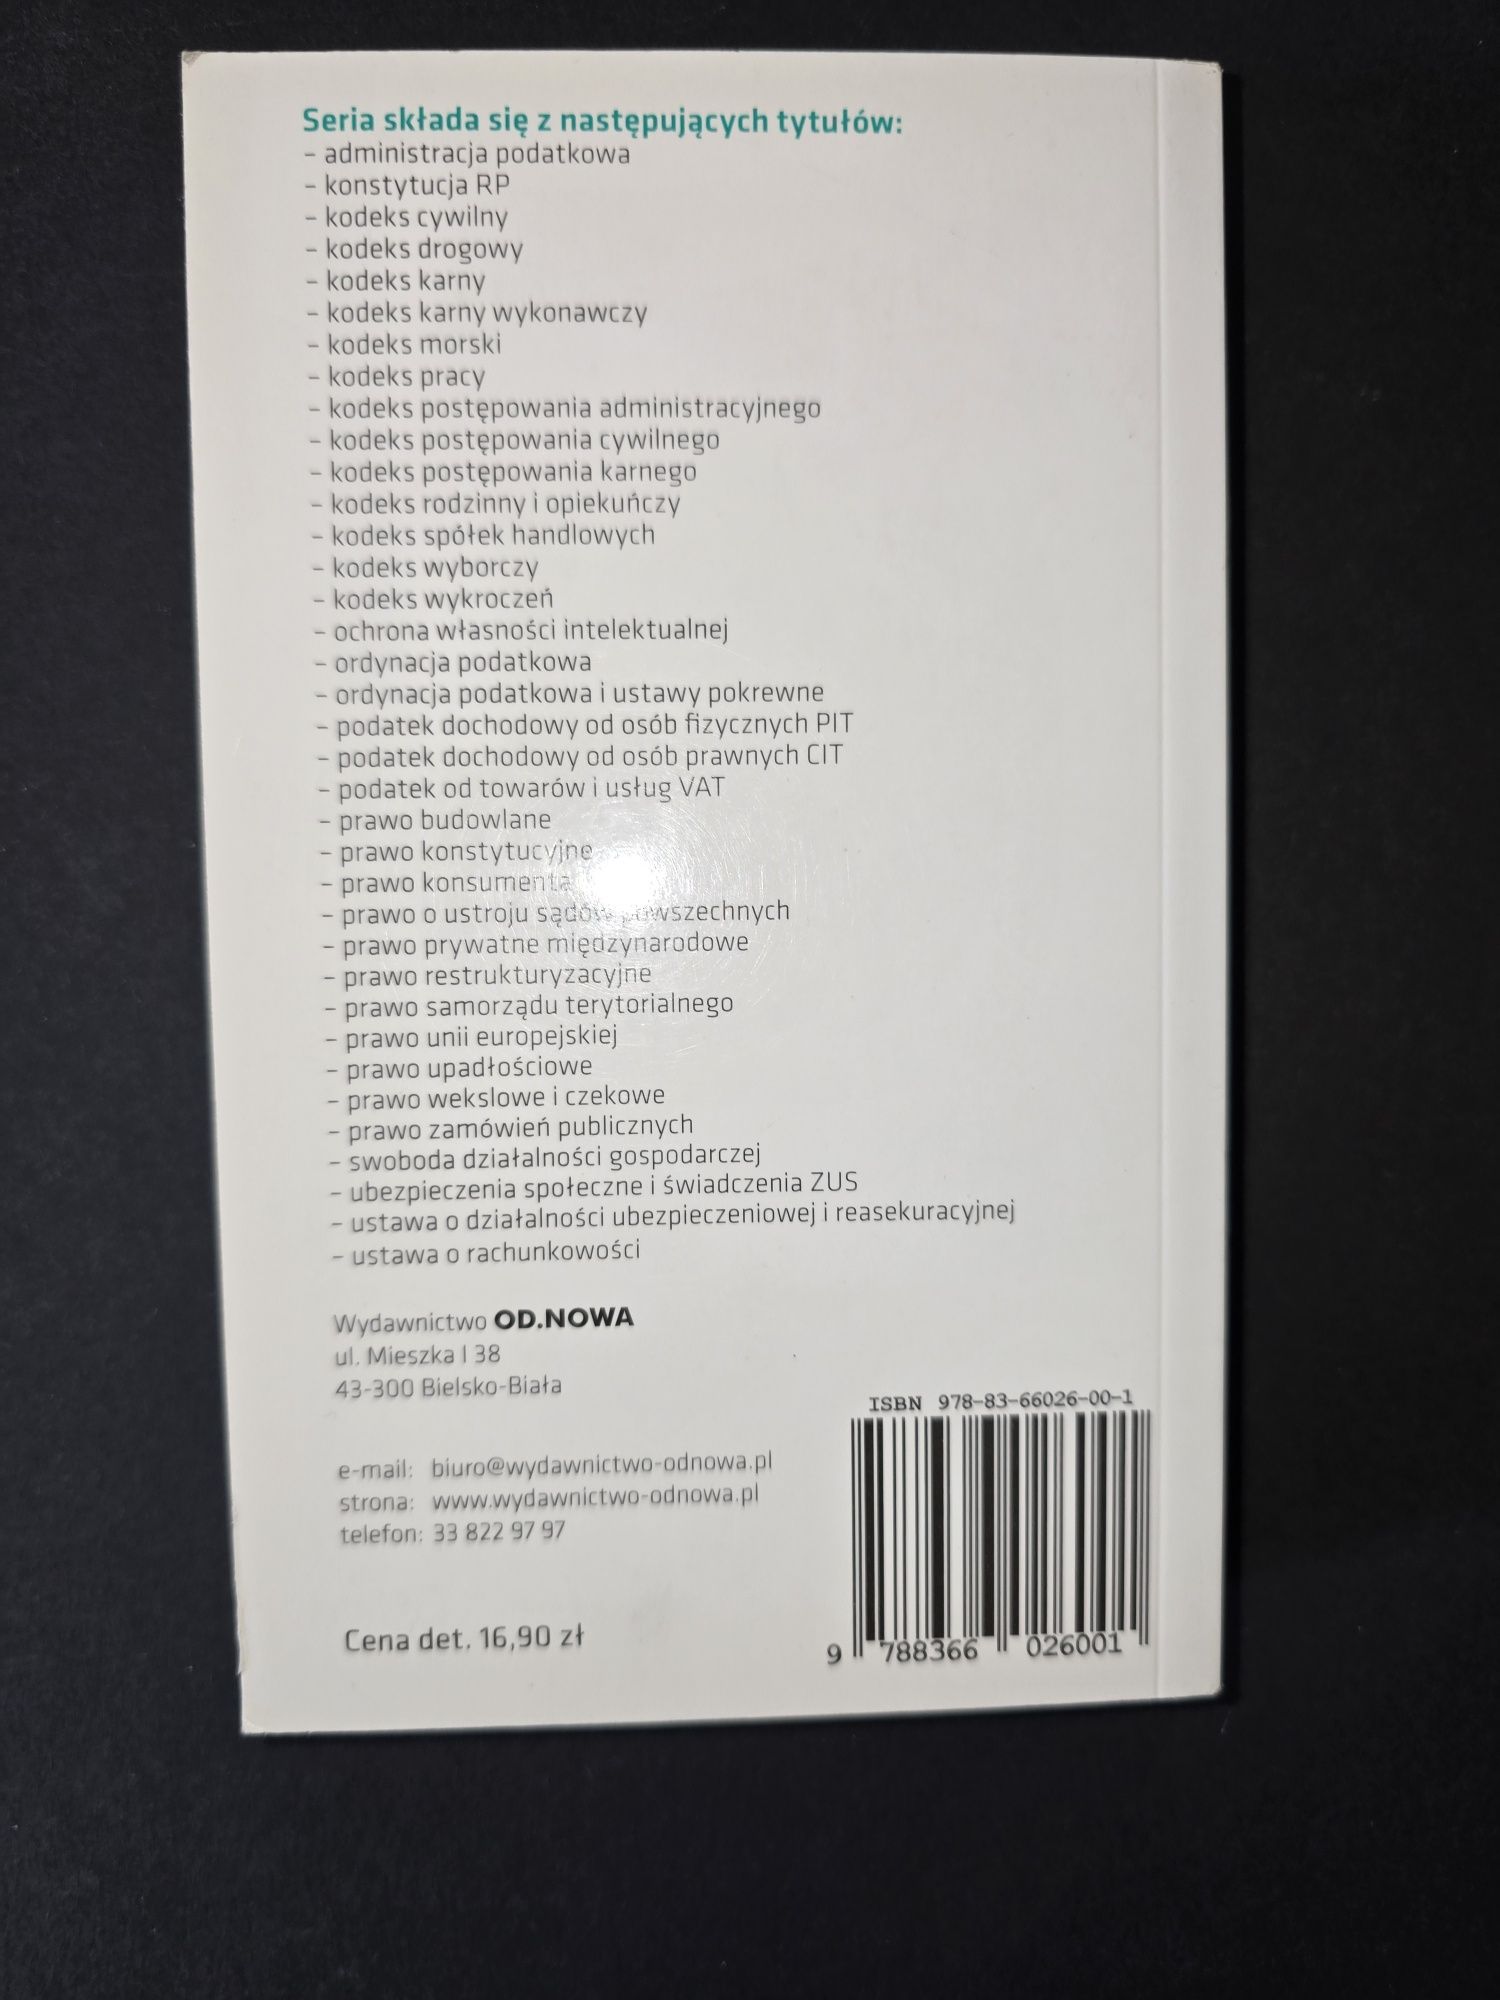 Seria składa się z następujących tytułów:
– administracja podatkowa
– konstytucja RP
– kodeks cywilny
– kodeks drogowy
– kodeks karny
– kodeks karny wykonawczy
– kodeks morski
– kodeks pracy
– kodeks postępowania administracyjnego
– kodeks postępowania cywilnego
– kodeks postępowania karnego
– kodeks rodzinny i opiekuńczy
– kodeks spółek handlowych
– kodeks wyborczy
– kodeks wykroczeń
– ochrona własności intelektualnej
– ordynacja podatkowa
– ordynacja podatkowa i ustawy pokrewne
– podatek dochodowy od osób fizycznych PIT
– podatek dochodowy od osób prawnych CIT
– podatek od towarów i usług VAT
– prawo budowlane
– prawo konstytucyjne
– prawo konsumenta
– prawo o ustroju sądów powszechnych
– prawo prywatne międzynarodowe
– prawo restrukturyzacyjne
– prawo samorządu terytorialnego
– prawo unii europejskiej
– prawo upadłościowe
– prawo wekslowe i czekowe
– prawo zamówień publicznych
– swoboda działalności gospodarczej
– ubezpieczenia społeczne i świadczenia ZUS
– ustawa o działalności ubezpieczeniowej i reasekuracyjnej
– ustawa o rachunkowości
Wydawnictwo OD.NOWA
ul. Mieszka I 38
43-300 Bielsko-Biała
e-mail: biuro@wydawnictwo-odnowa.pl
strona: www.wydawnictwo-odnowa.pl
telefon: 33 822 97 97
Cena det. 16,90 zł
ISBN 978-83-66026-00-1
9 788366 026001